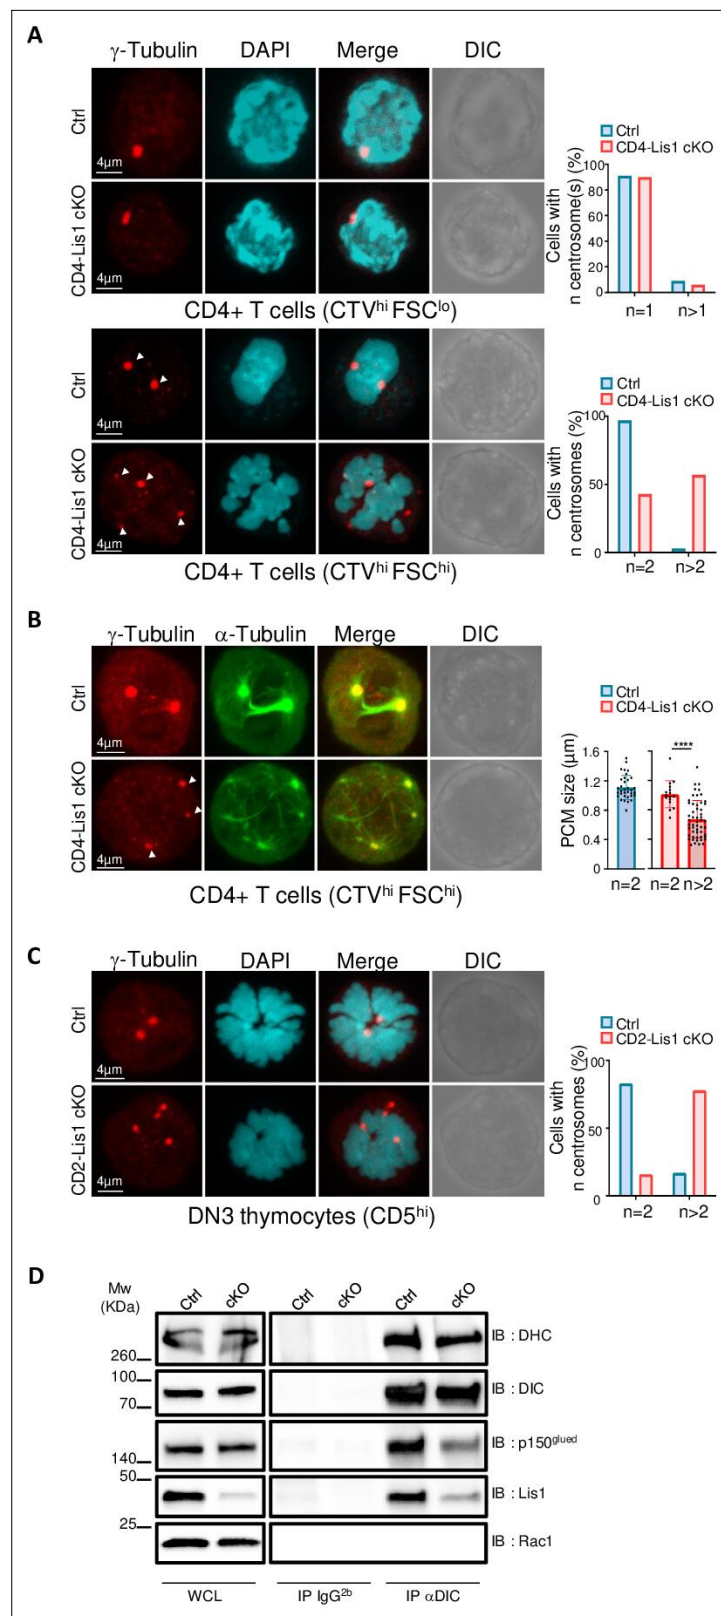 A
γ-Tubulin DAPI Merge DIC
Ctrl
4μm
CD4-Lis1 cKO
4μm
CD4+ T cells (CTVhi FSClo)
Ctrl
CD4-Lis1 cKO
Cells with
n centrosome(s) (%)
100
80
60
40
20
0
n=1 n>1
Ctrl
4μm
CD4-Lis1 cKO
4μm
CD4+ T cells (CTVhi FSChi)
Ctrl
CD4-Lis1 cKO
Cells with
n centrosomes (%)
100
50
0
n=2 n>2
B
γ-Tubulin α-Tubulin Merge DIC
Ctrl
4μm
CD4-Lis1 cKO
4μm
CD4+ T cells (CTVhi FSChi)
Ctrl
CD4-Lis1 cKO
PCM size (μm)
1.6
1.2
0.8
0.4
0
****
n=2 n=2 n>2
C
γ-Tubulin DAPI Merge DIC
Ctrl
4μm
CD2-Lis1 cKO
4μm
DN3 thymocytes (CD5hi)
Ctrl
CD2-Lis1 cKO
Cells with
n centrosomes (%)
100
50
0
n=2 n>2
D
Mw
(KDa)
Ctrl cKO Ctrl cKO Ctrl cKO
260
IB : DHC
100
70
IB : DIC
140
IB : p150glued
50
IB : Lis1
25
IB : Rac1
WCL IP IgG2b IP αDIC